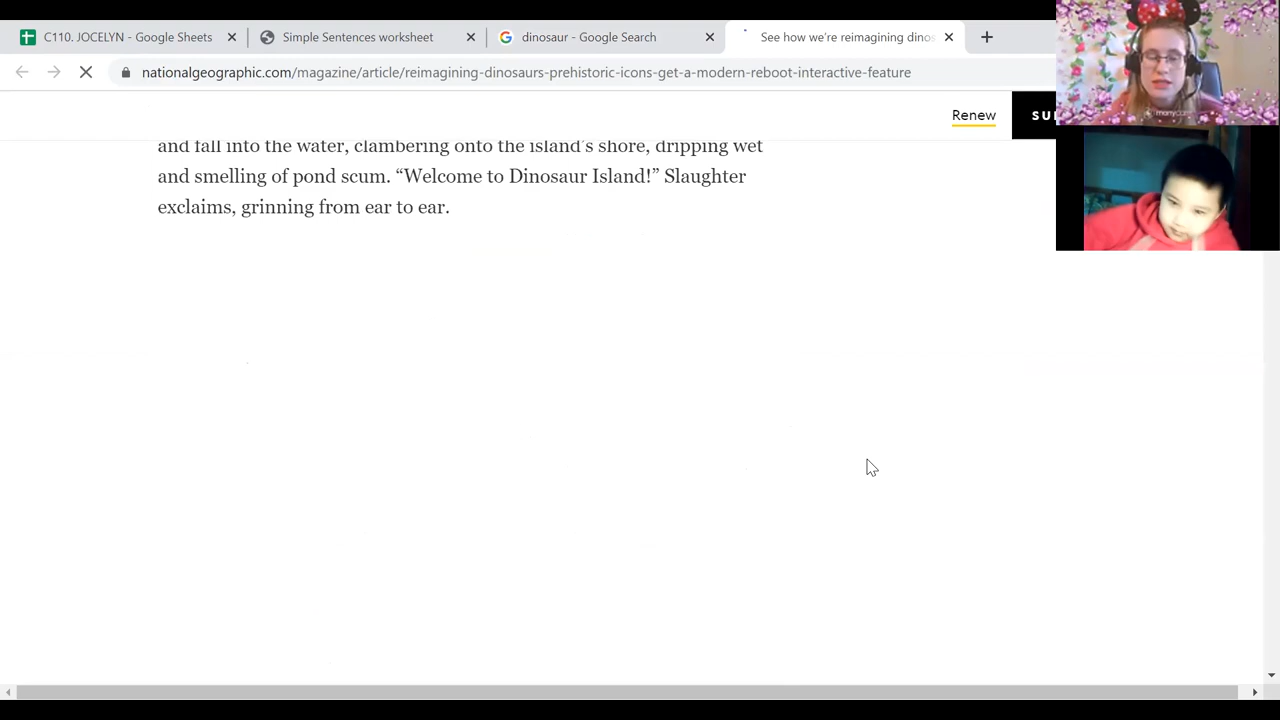 C110. JOCELYN - Google Sheets
Simple Sentences worksheet
dinosaur - Google Search
See how we're reimagining dinos
nationalgeographic.com/magazine/article/reimagining-dinosaurs-prehistoric-icons-get-a-modern-reboot-interactive-feature
Renew
SU
and fall into the water, clambering onto the island's shore, dripping wet
and smelling of pond scum. “Welcome to Dinosaur Island!” Slaughter
exclaims, grinning from ear to ear.